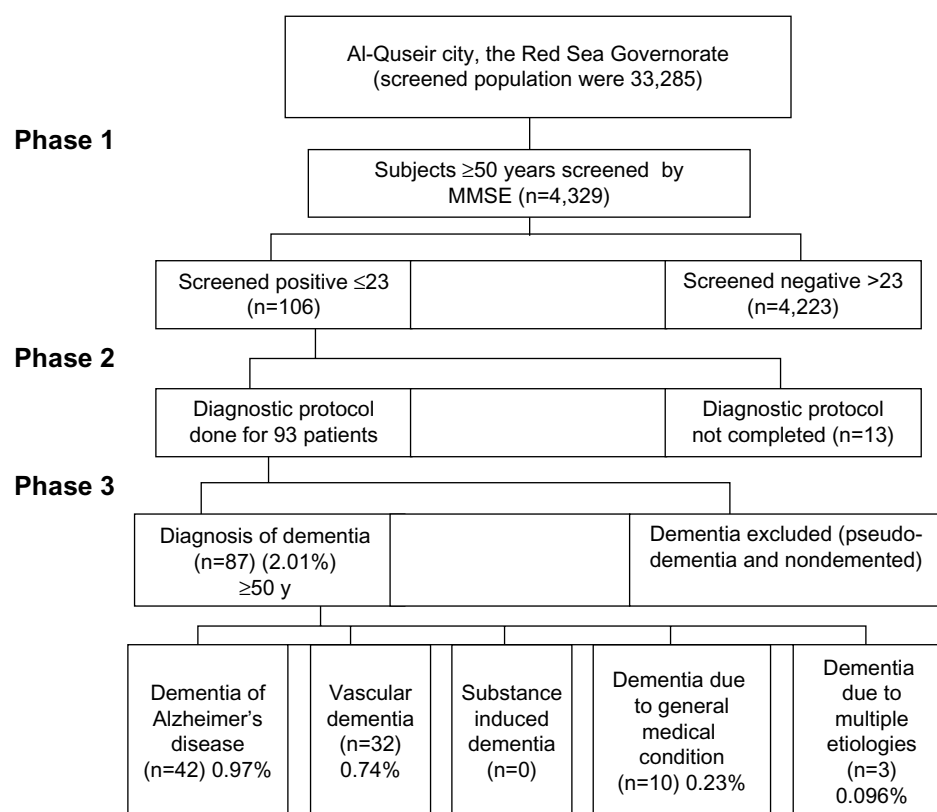 Al-Quseir city, the Red Sea Governorate
(screened population were 33,285)
Phase 1
Subjects ≥50 years screened by
MMSE (n=4,329)
Screened positive ≤23
(n=106)
Screened negative >23
(n=4,223)
Phase 2
Diagnostic protocol
done for 93 patients
Diagnostic protocol
not completed (n=13)
Phase 3
Diagnosis of dementia
(n=87) (2.01%)
≥50 y
Dementia excluded (pseudo-
dementia and nondemented)
Dementia of
Alzheimer's
disease
(n=42) 0.97%
Vascular
dementia
(n=32)
0.74%
Substance
induced
dementia
(n=0)
Dementia due
to general
medical
condition
(n=10) 0.23%
Dementia
due to
multiple
etiologies
(n=3)
0.096%